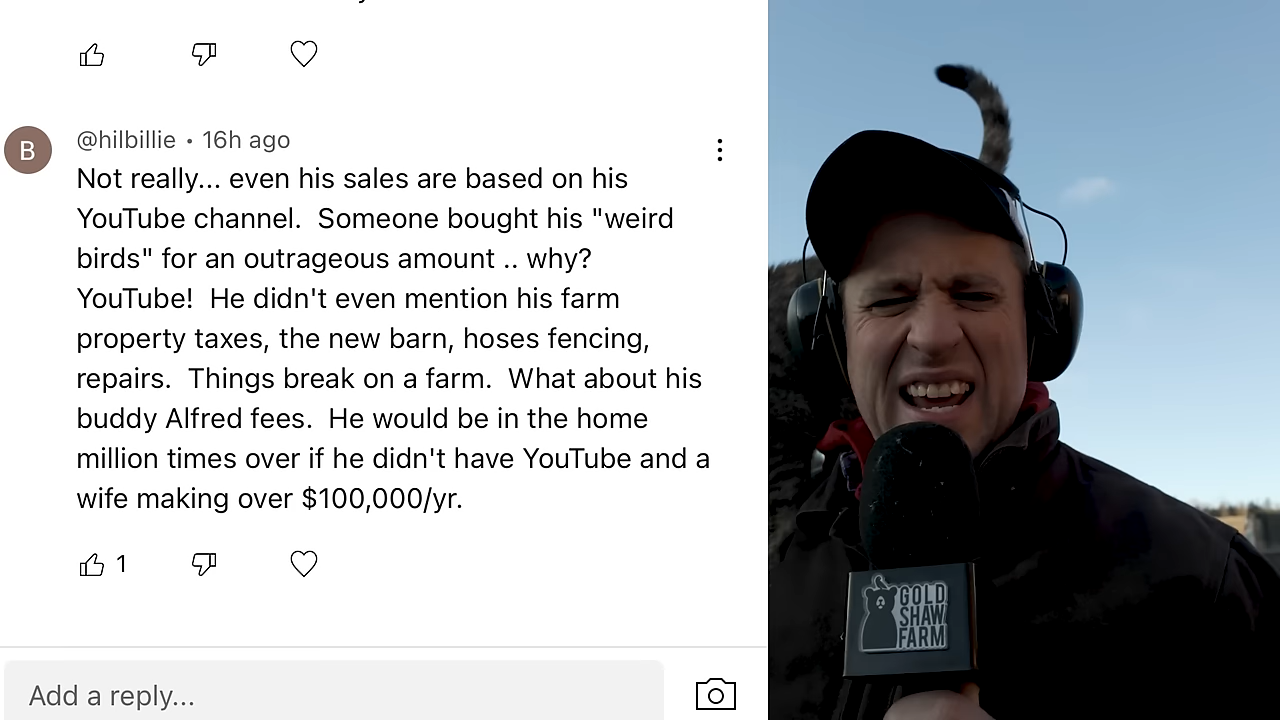 B
@hilbillie • 16h ago
Not really... even his sales are based on his
YouTube channel.  Someone bought his "weird
birds" for an outrageous amount .. why?
YouTube!  He didn't even mention his farm
property taxes, the new barn, hoses fencing,
repairs.  Things break on a farm.  What about his
buddy Alfred fees.  He would be in the home
million times over if he didn't have YouTube and a
wife making over $100,000/yr.
1
Add a reply...
GOLD
SHAW
FARM